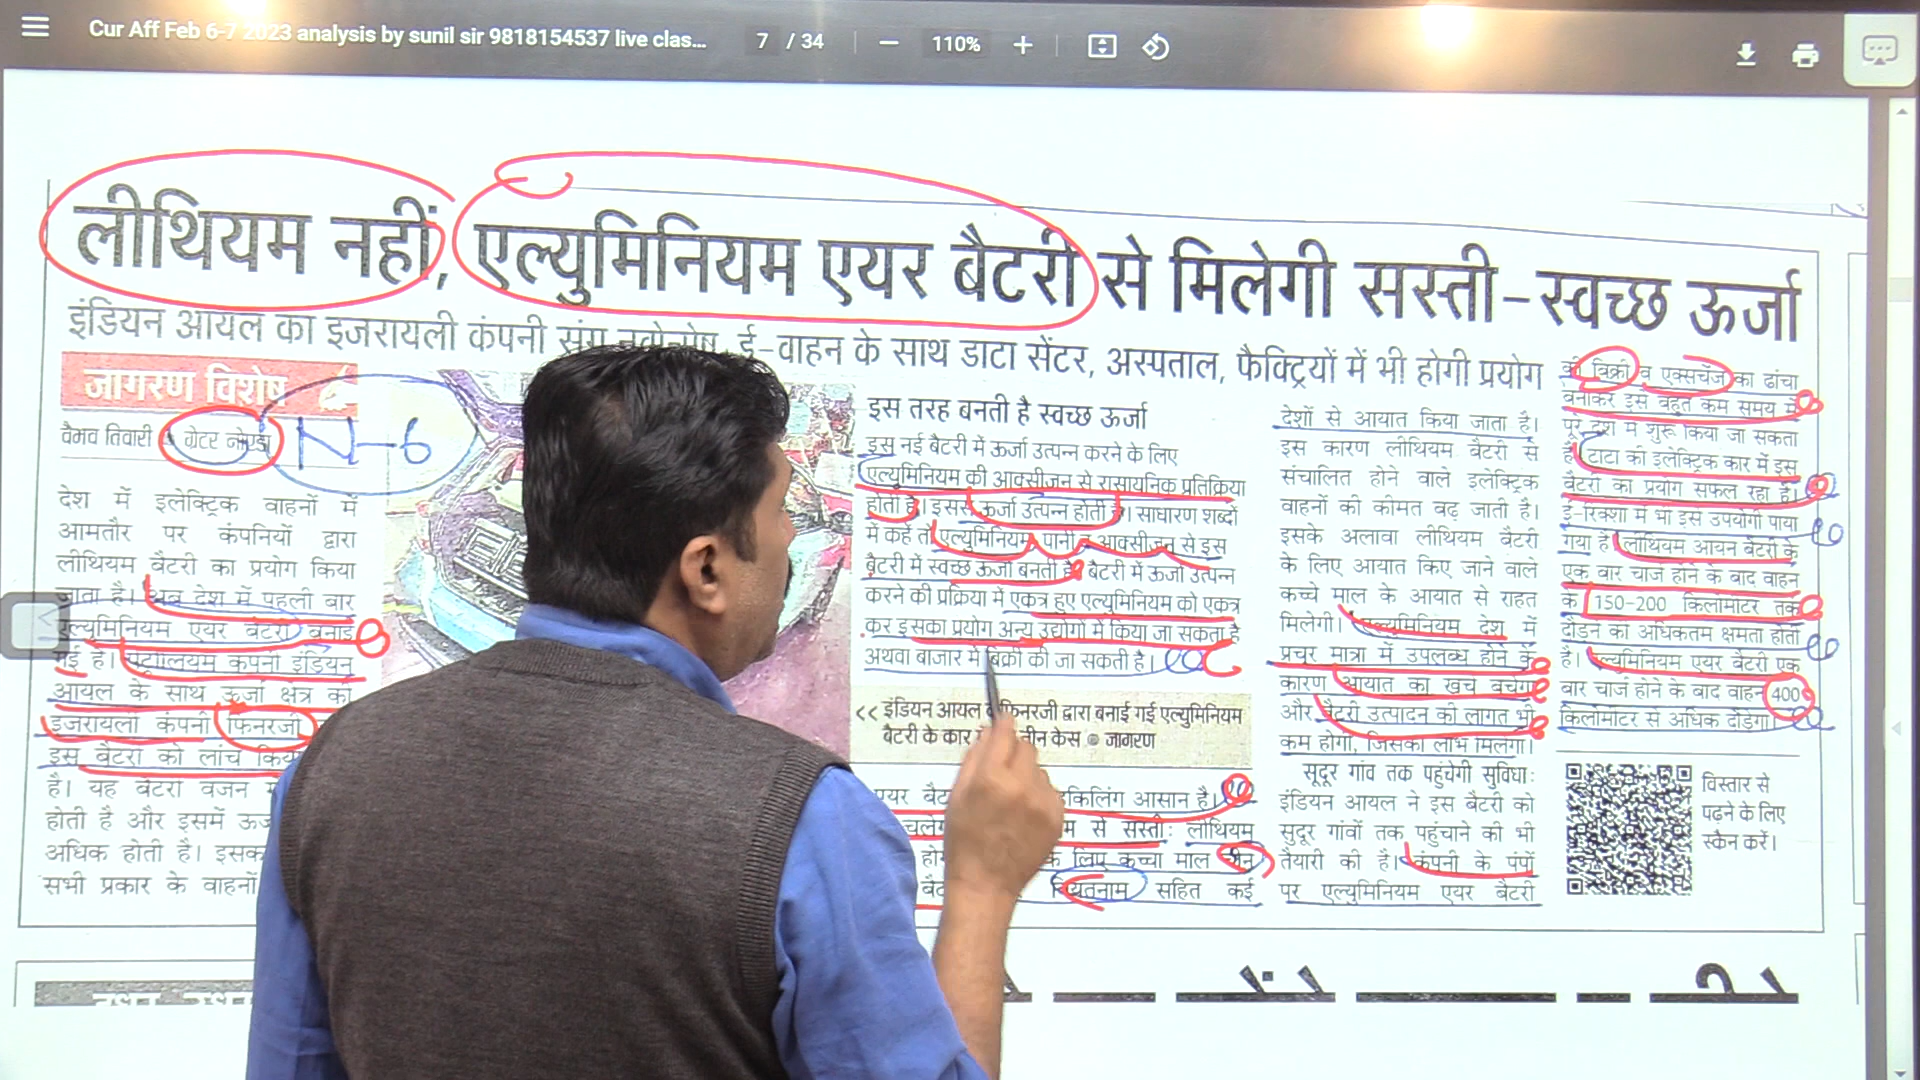 Cur Aff Feb 6-7 2023 analysis by sunil sir 9818154537 live clas...
7 / 34
110%
लीथियम नहीं, एल्युमिनियम एयर बैटरी से मिलेगी सस्ती-स्वच्छ ऊर्जा
इंडियन आयल का इजरायली कंपनी संग ई-वाहन के साथ डाटा सेंटर, अस्पताल, फैक्ट्रियों में भी होगी प्रयोग
जागरण विशेष
वैभव तिवारी ● ग्रेटर नोएडा
N-6
देश में इलेक्ट्रिक वाहनों में
आमतौर पर कंपनियों द्वारा
लीथियम बैटरी का प्रयोग किया
जाता है। अब देश में पहली बार
एल्युमिनियम एयर बैटरी बनाई
गई है। पेट्रोलियम कंपनी इंडियन
आयल के साथ ऊर्जा क्षेत्र की
इजरायली कंपनी फिनरजी
इस बैटरी को लांच किया
है। यह बैटरी वजन में
होती है और इसमें ऊर्जा
अधिक होती है। इसका
सभी प्रकार के वाहनों
इस तरह बनती है स्वच्छ ऊर्जा
इस नई बैटरी में ऊर्जा उत्पन्न करने के लिए
एल्युमिनियम की आक्सीजन से रासायनिक प्रतिक्रिया
होती है। इससे ऊर्जा उत्पन्न होती है। साधारण शब्दों
में कहें तो एल्युमिनियम, पानी व आक्सीजन से इस
बैटरी में स्वच्छ ऊर्जा बनती है। बैटरी में ऊर्जा उत्पन्न
करने की प्रक्रिया में एकत्र हुए एल्युमिनियम को एकत्र
कर इसका प्रयोग अन्य उद्योगों में किया जा सकता है
अथवा बाजार में बिक्री की जा सकती है।
<< इंडियन आयल व फिनरजी द्वारा बनाई गई एल्युमिनियम
बैटरी के कार केस ● जागरण
एयर आसान है।
से सस्ती: लीथियम
के लिए कच्चा माल चीन,
वियतनाम सहित कई
देशों से आयात किया जाता है।
इस कारण लीथियम बैटरी से
संचालित होने वाले इलेक्ट्रिक
वाहनों की कीमत बढ़ जाती है।
इसके अलावा लीथियम बैटरी
के लिए आयात किए जाने वाले
कच्चे माल के आयात से राहत
मिलेगी। एल्युमिनियम देश में
प्रचुर मात्रा में उपलब्ध होने के
कारण आयात का खर्च बचेगा
और बैटरी उत्पादन की लागत भी
कम होगी, जिसका लाभ मिलेगा।
सुदूर गांव तक पहुंचेगी सुविधा:
इंडियन आयल ने इस बैटरी को
सुदूर गांवों तक पहुंचाने की भी
तैयारी की है। कंपनी के पंपों
पर एल्युमिनियम एयर बैटरी
की बिक्री व एक्सचेंज का ढांचा
बनाकर इसे बहुत कम समय में
पूरे देश में शुरू किया जा सकता
है। टाटा की इलेक्ट्रिक कार में इस
बैटरी का प्रयोग सफल रहा है।
ई-रिक्शा में भी इसे उपयोगी पाया
गया है। लीथियम आयन बैटरी के
एक बार चार्ज होने के बाद वाहन
के 150-200 किलोमीटर तक
दौड़ने की अधिकतम क्षमता होती
है। एल्युमिनियम एयर बैटरी एक
बार चार्ज होने के बाद वाहन 400
किलोमीटर से अधिक दौड़ेगा।
विस्तार से
पढ़ने के लिए
स्कैन करें।